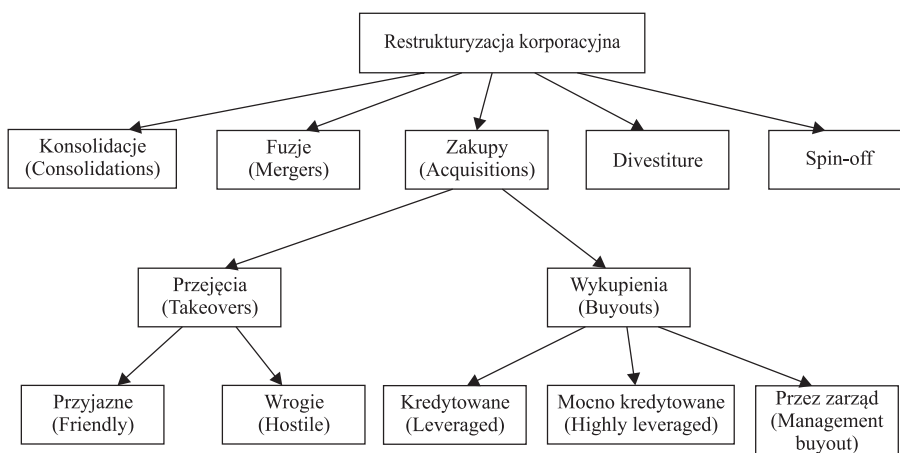 Restrukturyzacja korporacyjna
Konsolidacje
(Consolidations)
Fuzje
(Mergers)
Zakupy
(Acquisitions)
Divestiture
Spin-off
Przejęcia
(Takeovers)
Wykupienia
(Buyouts)
Przyjazne
(Friendly)
Wrogie
(Hostile)
Kredytowane
(Leveraged)
Mocno kredytowane
(Highly leveraged)
Przez zarząd
(Management
buyout)